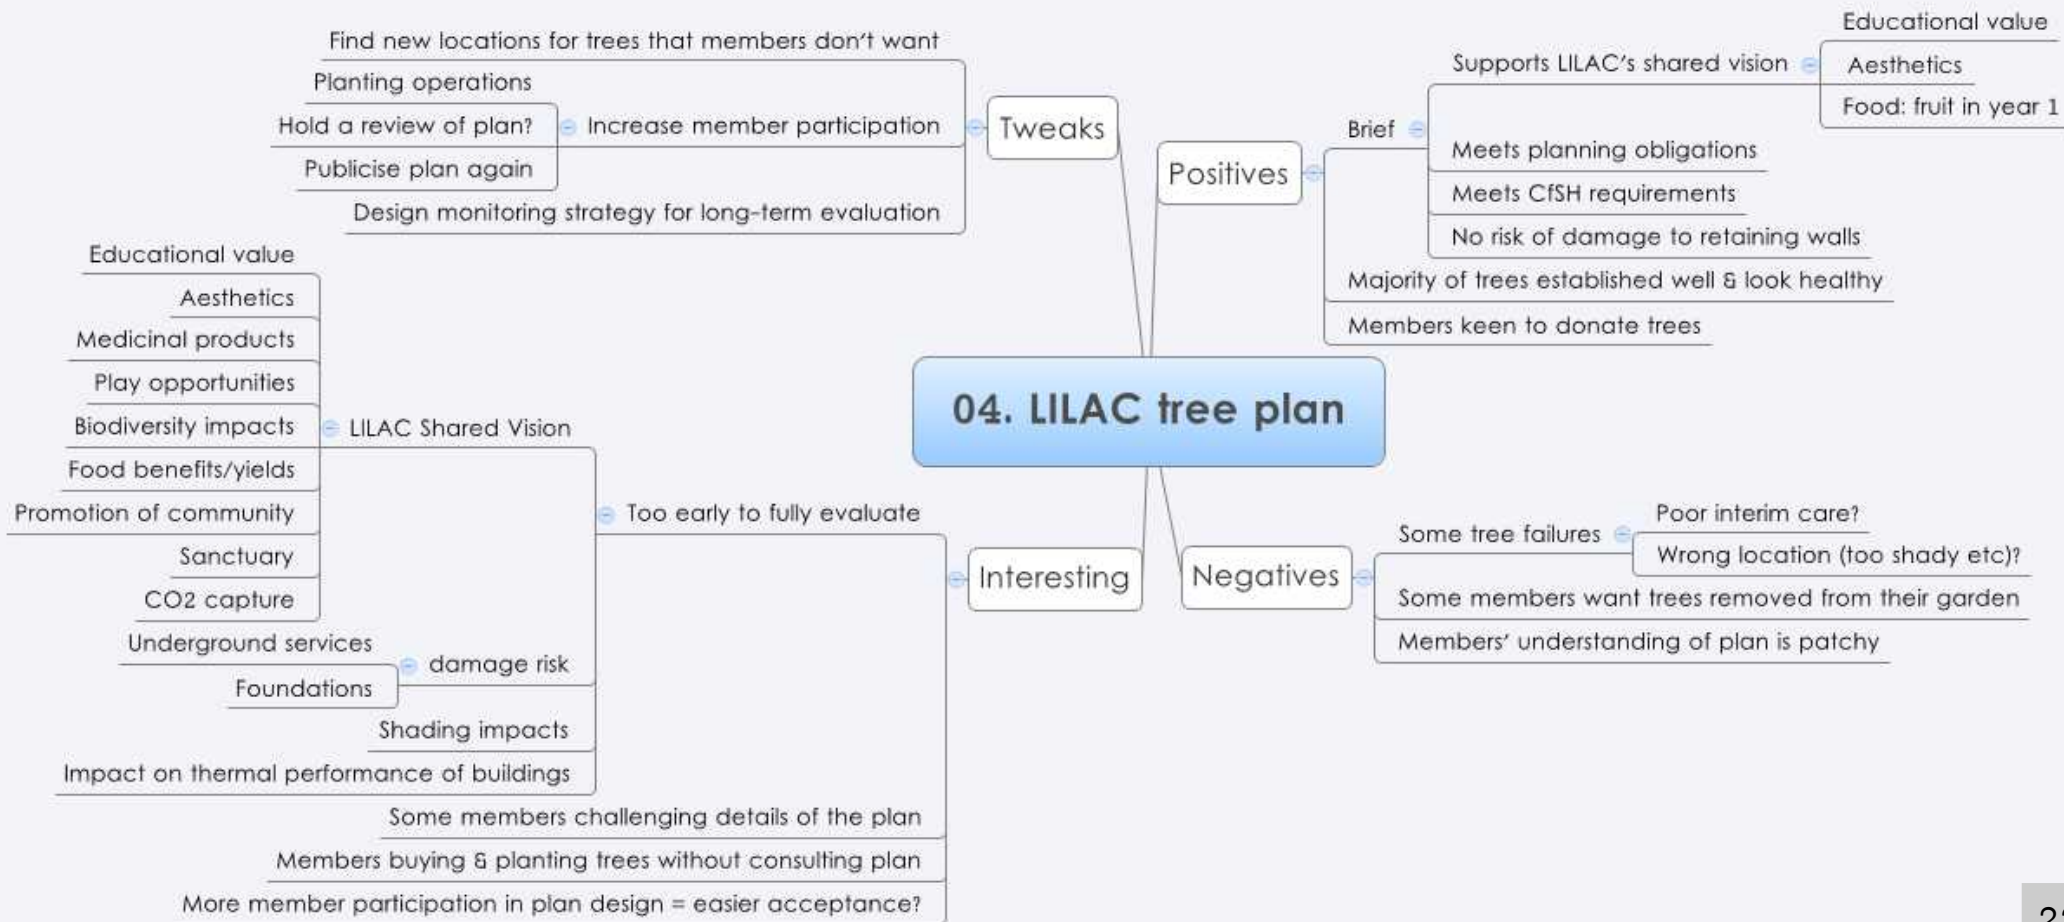 Find new locations for trees that members don't want
Planting operations
Hold a review of plan?
Publicise plan again
Increase member participation
Design monitoring strategy for long-term evaluation
Tweaks
Positives
Brief
Supports LILAC's shared vision
Educational value
Aesthetics
Food: fruit in year 1
Meets planning obligations
Meets CfSH requirements
No risk of damage to retaining walls
Majority of trees established well & look healthy
Members keen to donate trees
04. LILAC tree plan
Educational value
Aesthetics
Medicinal products
Play opportunities
Biodiversity impacts
Food benefits/yields
Promotion of community
Sanctuary
CO2 capture
LILAC Shared Vision
Underground services
Foundations
damage risk
Shading impacts
Impact on thermal performance of buildings
Too early to fully evaluate
Some members challenging details of the plan
Members buying & planting trees without consulting plan
More member participation in plan design = easier acceptance?
Interesting
Negatives
Some tree failures
Poor interim care?
Wrong location (too shady etc)?
Some members want trees removed from their garden
Members' understanding of plan is patchy